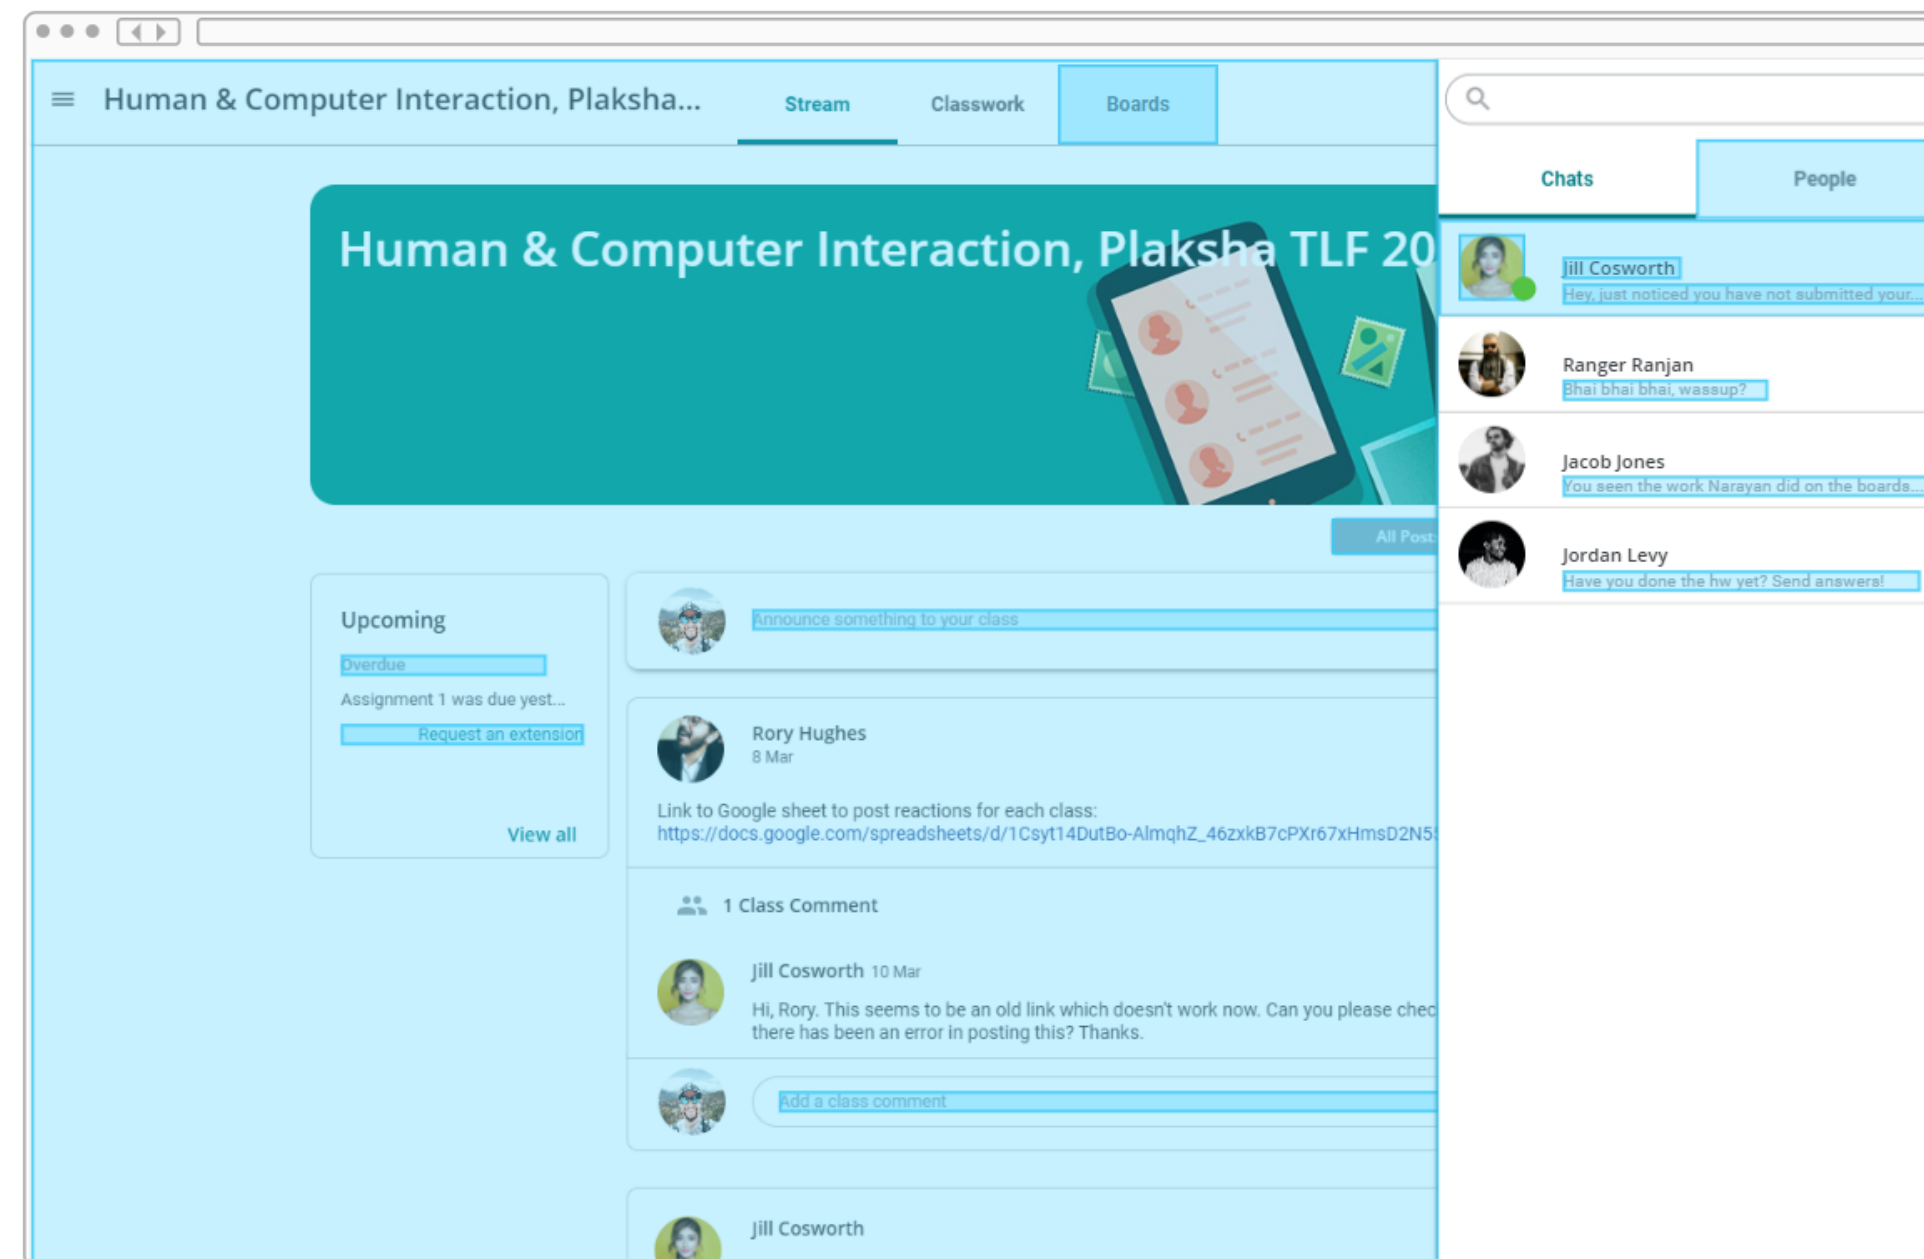 Human & Computer Interaction, Plaksha...
Stream
Classwork
Boards
Human & Computer Interaction, Plaksha TLF 20
All Post
Upcoming
Overdue
Assignment 1 was due yest...
Request an extension
View all
Announce something to your class
Rory Hughes
8 Mar
Link to Google sheet to post reactions for each class:
https://docs.google.com/spreadsheets/d/1Csyt14DutBo-AlmqhZ_46zxkB7cPXr67xHmsD2N55
1 Class Comment
Jill Cosworth 10 Mar
Hi, Rory. This seems to be an old link which doesn't work now. Can you please chec
there has been an error in posting this? Thanks.
Add a class comment
Jill Cosworth
Chats
People
Jill Cosworth
Hey, just noticed you have not submitted your...
Ranger Ranjan
Bhai bhai bhai, wassup?
Jacob Jones
You seen the work Narayan did on the boards...
Jordan Levy
Have you done the hw yet? Send answers!